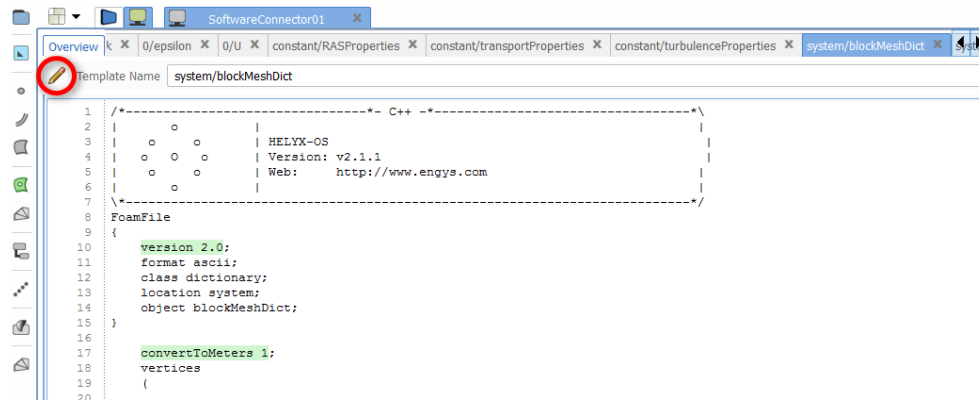 SoftwareConnector01
Overview k 0/epsilon 0/U constant/RASProperties constant/transportProperties constant/turbulenceProperties system/blockMeshDict syst
Template Name system/blockMeshDict
1 /*--------------------------------*- C++ -*----------------------------------*\
2 | o | |
3 | o o | HELYX-OS |
4 | o O o | Version: v2.1.1 |
5 | o o | Web: http://www.engys.com |
6 | o | |
7 \*---------------------------------------------------------------------------*/
8 FoamFile
9 {
10 version 2.0;
11 format ascii;
12 class dictionary;
13 location system;
14 object blockMeshDict;
15 }
16
17 convertToMeters 1;
18 vertices
19 (
20